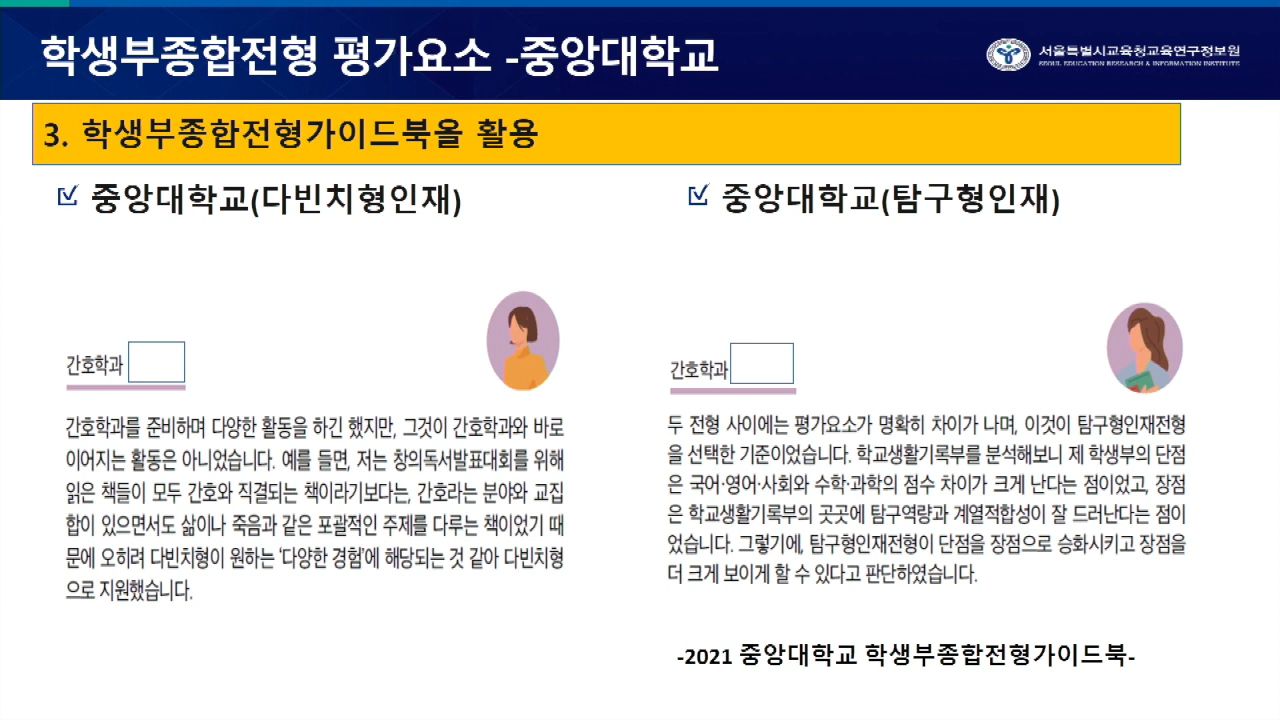 학생부종합전형 평가요소 -중앙대학교
서울특별시교육청교육연구정보원
SEOUL EDUCATION RESEARCH & INFORMATION INSTITUTE
3. 학생부종합전형가이드북을 활용
중앙대학교(다빈치형인재)
간호학과
간호학과를 준비하며 다양한 활동을 하긴 했지만, 그것이 간호학과와 바로
이어지는 활동은 아니었습니다. 예를 들면, 저는 창의독서발표대회를 위해
읽은 책들이 모두 간호와 직결되는 책이라기보다는, 간호라는 분야와 교집
합이 있으면서도 삶이나 죽음과 같은 포괄적인 주제를 다루는 책이었기 때
문에 오히려 다빈치형이 원하는 '다양한 경험'에 해당되는 것 같아 다빈치형
으로 지원했습니다.
중앙대학교(탐구형인재)
간호학과
두 전형 사이에는 평가요소가 명확히 차이가 나며, 이것이 탐구형인재전형
을 선택한 기준이었습니다. 학교생활기록부를 분석해보니 제 학생부의 단점
은 국어·영어·사회와 수학·과학의 점수 차이가 크게 난다는 점이었고, 장점
은 학교생활기록부의 곳곳에 탐구역량과 계열적합성이 잘 드러난다는 점이
었습니다. 그렇기에, 탐구형인재전형이 단점을 장점으로 승화시키고 장점을
더 크게 보이게 할 수 있다고 판단하였습니다.
-2021 중앙대학교 학생부종합전형가이드북-